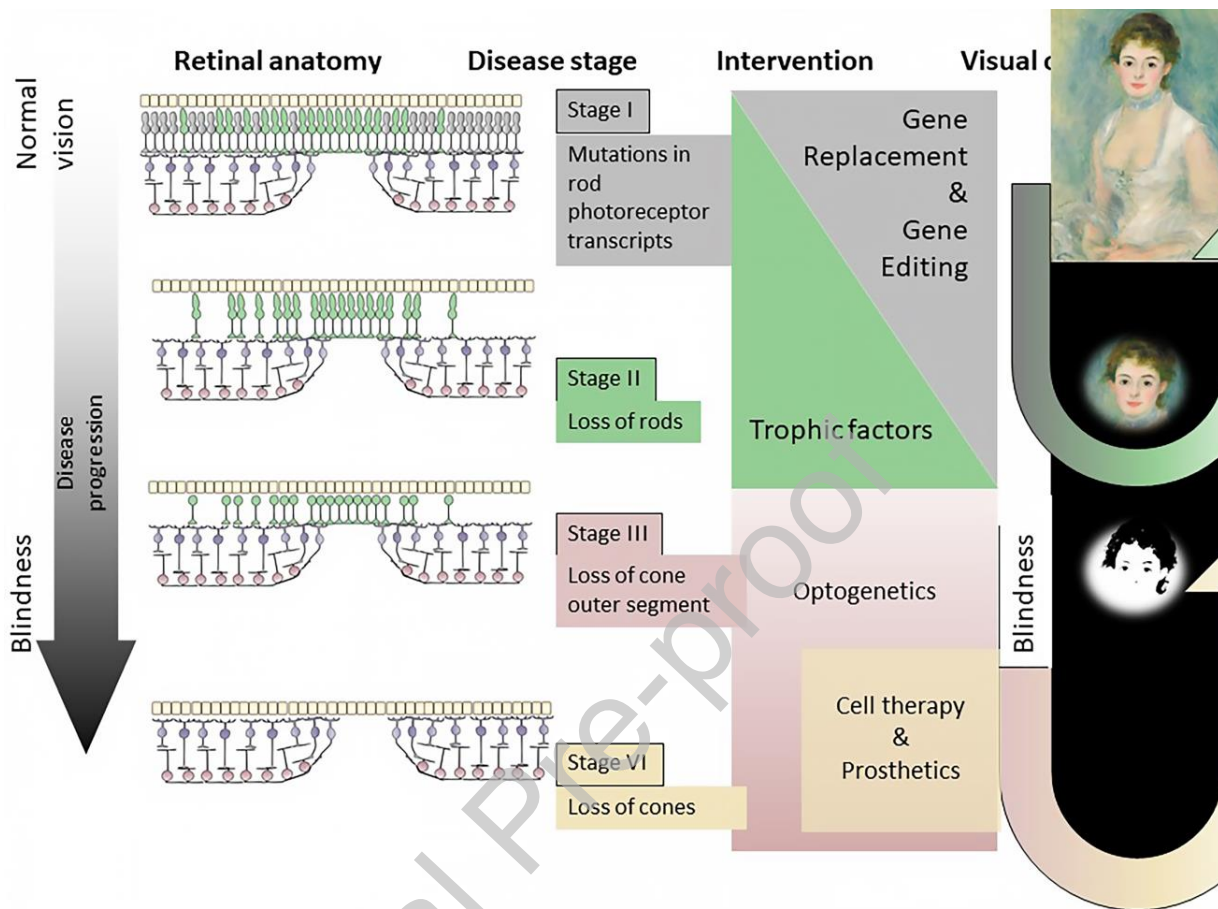 Retinal anatomy
Disease stage
Intervention
Visual
Normal
vision
Disease
progression
Blindness
Stage I
Mutations in
rod
photoreceptor
transcripts
Stage II
Loss of rods
Stage III
Loss of cone
outer segment
Stage VI
Loss of cones
Gene
Replacement
&
Gene
Editing
Trophic factors
Optogenetics
Cell therapy
&
Prosthetics
Blindness
Pre-proof